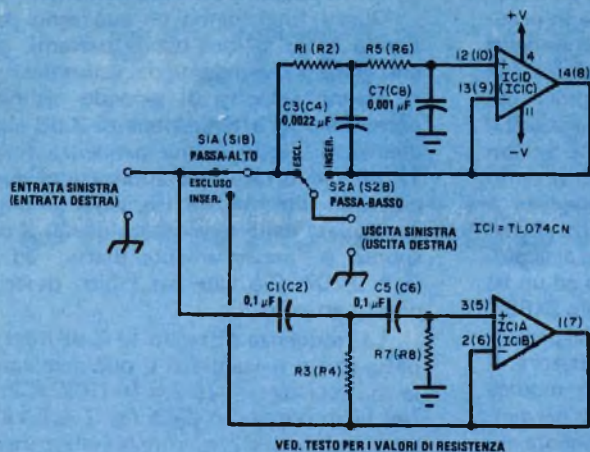 +V
R1 (R2)
R5 (R6)
12 (10)
4
IC1D
(IC1C)
14(8)
13 (9)
11
-V
C3 (C4)
0,0022 µF
C7 (C8)
0,001 µF
S1A (S1B)
PASSA-ALTO
ESCL.
INSER.
S2A (S2B)
PASSA-BASSO
ENTRATA SINISTRA
(ENTRATA DESTRA)
ESCLUSO
INSER.
USCITA SINISTRA
(USCITA DESTRA)
IC1 = TL074CN
C1 (C2)
0,1 µF
C5 (C6)
0,1 µF
3(5)
IC1A
(IC1B)
1(7)
2(6)
R3 (R4)
R7 (R8)
VED. TESTO PER I VALORI DI RESISTENZA